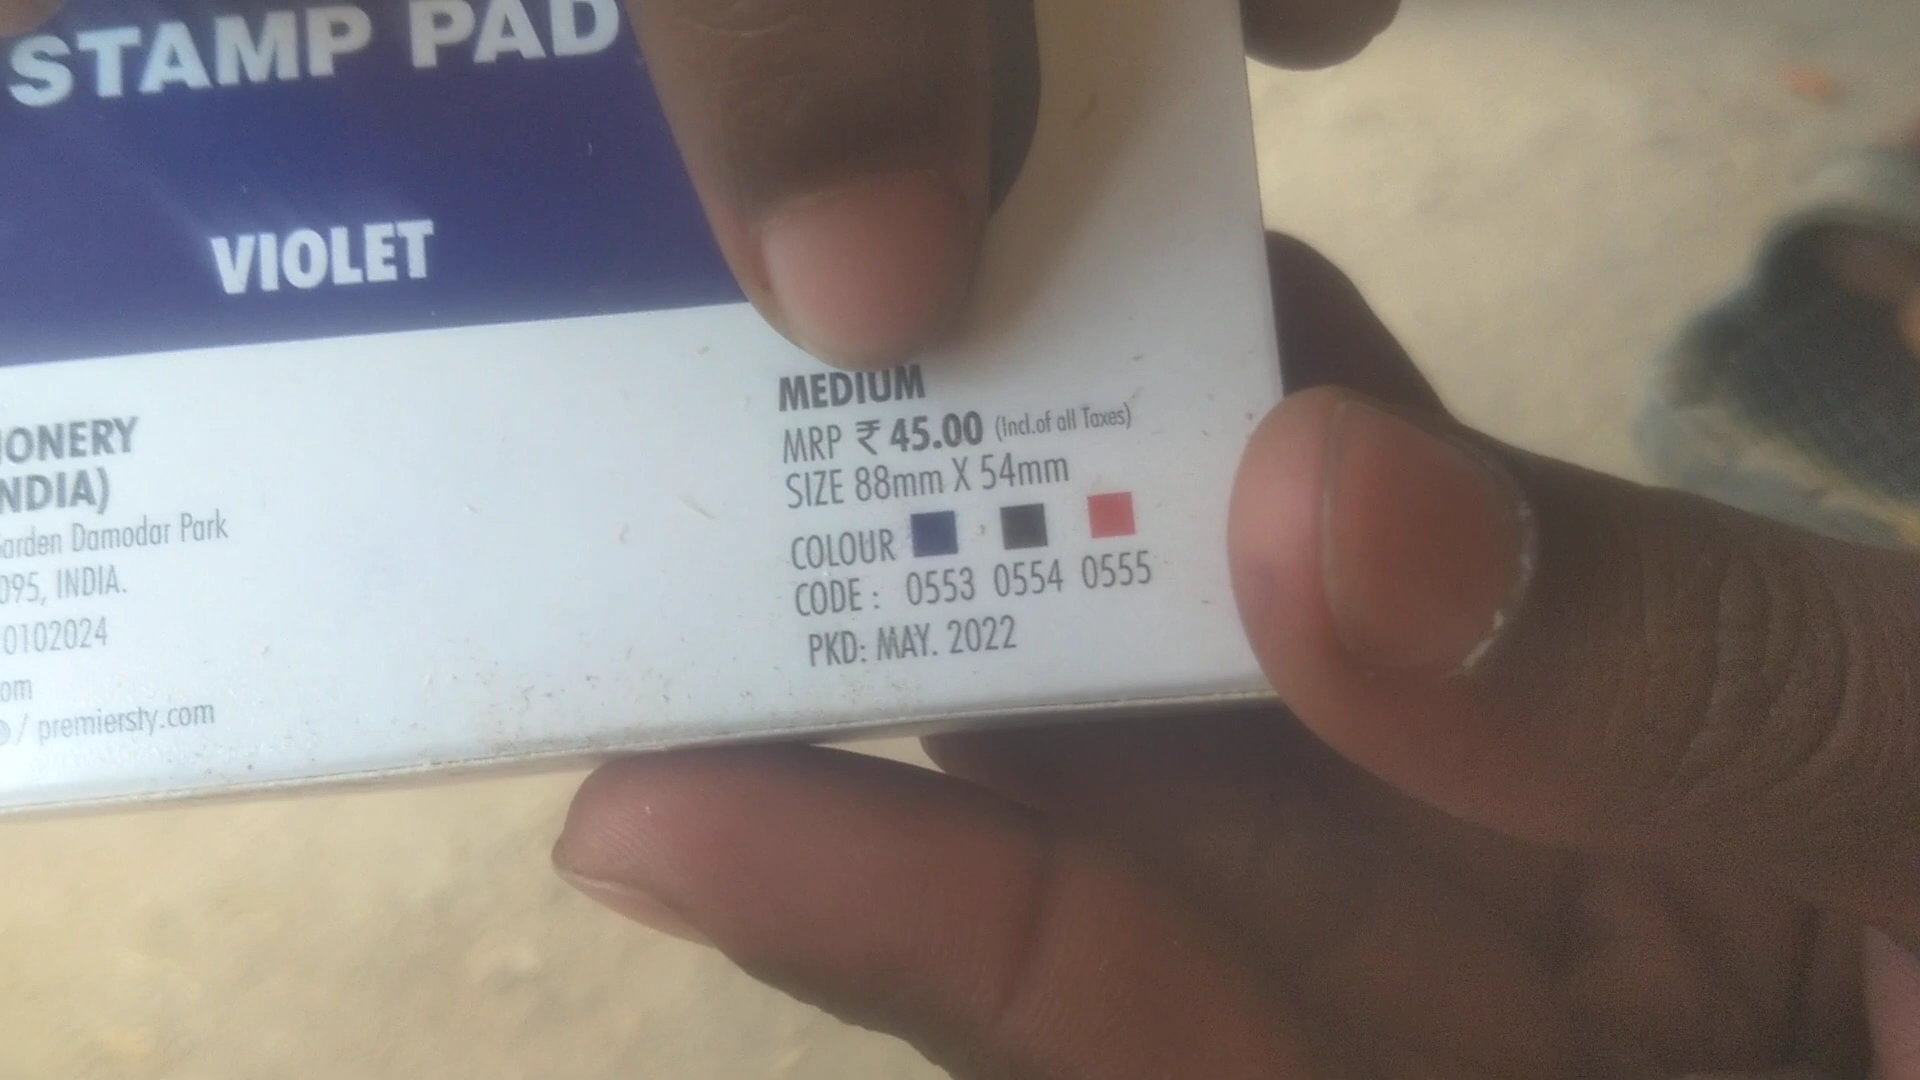 STAMP PAD
VIOLET
IONERY
NDIA)
arden Damodar Park
095, INDIA.
0102024
om
/ premiersty.com
MEDIUM
MRP ₹ 45.00 (Incl.of all Taxes)
SIZE 88mm X 54mm
COLOUR
CODE : 0553 0554 0555
PKD: MAY. 2022